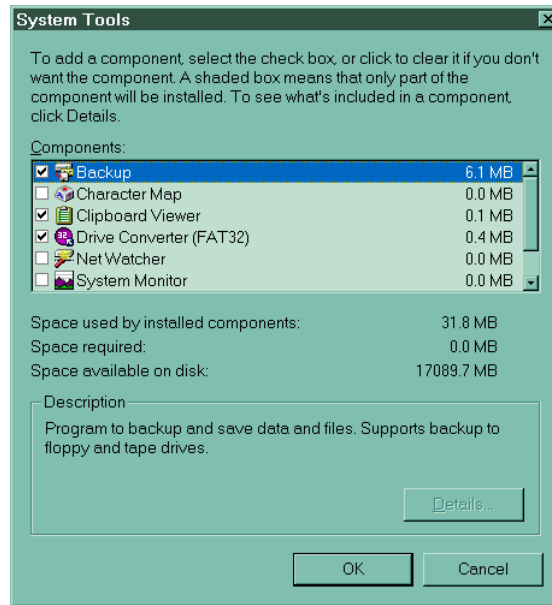 System Tools
To add a component, select the check box, or click to clear it if you don't
want the component. A shaded box means that only part of the
component will be installed. To see what's included in a component,
click Details.
Components:
Backup 6.1 MB
Character Map 0.0 MB
Clipboard Viewer 0.1 MB
Drive Converter (FAT32) 0.4 MB
Net Watcher 0.0 MB
System Monitor 0.0 MB
Space used by installed components: 31.8 MB
Space required: 0.0 MB
Space available on disk: 17089.7 MB
Description
Program to backup and save data and files. Supports backup to
floppy and tape drives.
Details...
OK Cancel